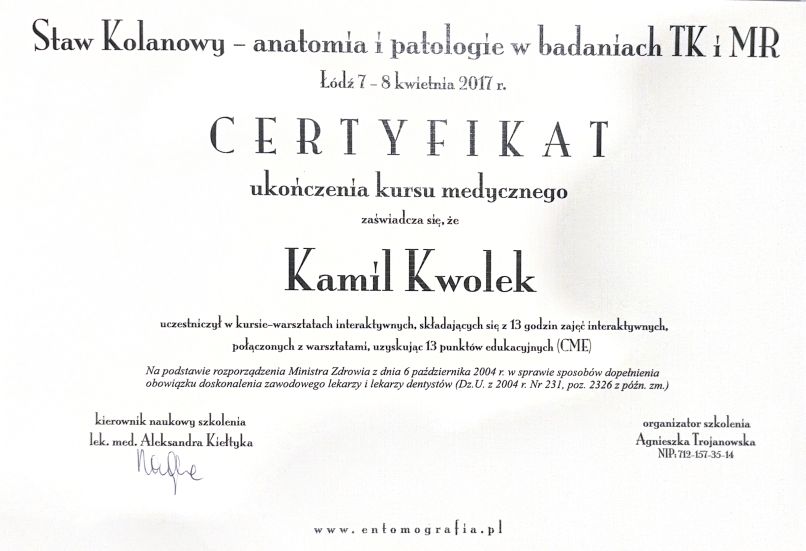 Staw Kolanowy – anatomia i patologie w badaniach TK i MR
Łódź 7 – 8 kwietnia 2017 r.
CERTYFIKAT
ukończenia kursu medycznego
zaświadcza się, że
Kamil Kwolek
uczestniczył w kursie-warsztatach interaktywnych, składających się z 13 godzin zajęć interaktywnych,
połączonych z warsztatami, uzyskując 13 punktów edukacyjnych (CME)
Na podstawie rozporządzenia Ministra Zdrowia z dnia 6 października 2004 r. w sprawie sposobów dopełnienia
obowiązku doskonalenia zawodowego lekarzy i lekarzy dentystów (Dz.U. z 2004 r. Nr 231, poz. 2326 z późn. zm.)
kierownik naukowy szkolenia
lek. med. Aleksandra Kiełtyka
organizator szkolenia
Agnieszka Trojanowska
NIP: 712-157-35-14
www.entomografia.pl